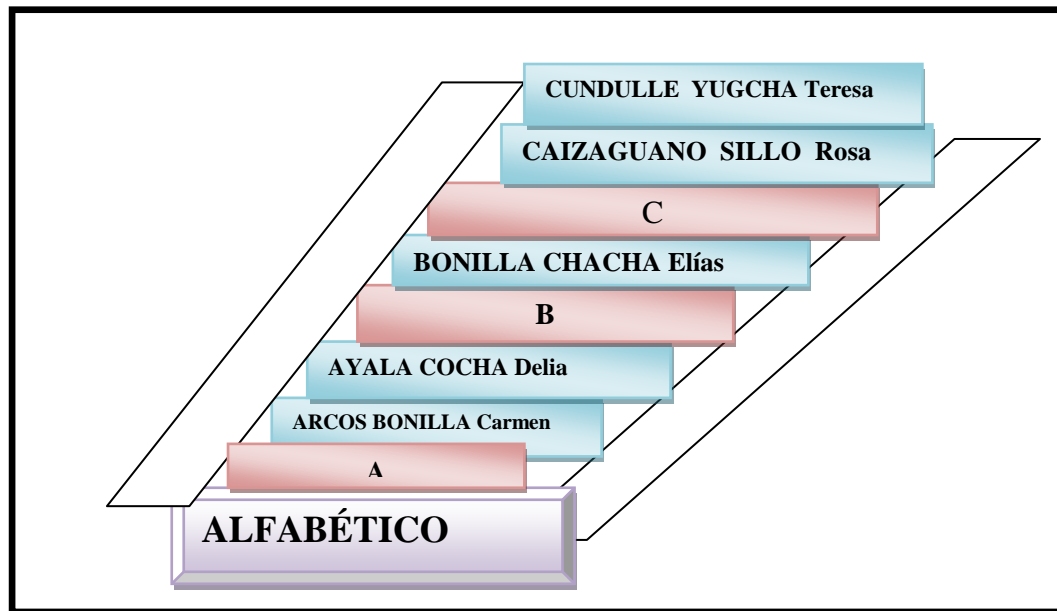 CUNDULLE YUGCHA Teresa
CAIZAGUANO SILLO Rosa
C
BONILLA CHACHA Elías
B
AYALA COCHA Delia
ARCOS BONILLA Carmen
A
ALFABÉTICO